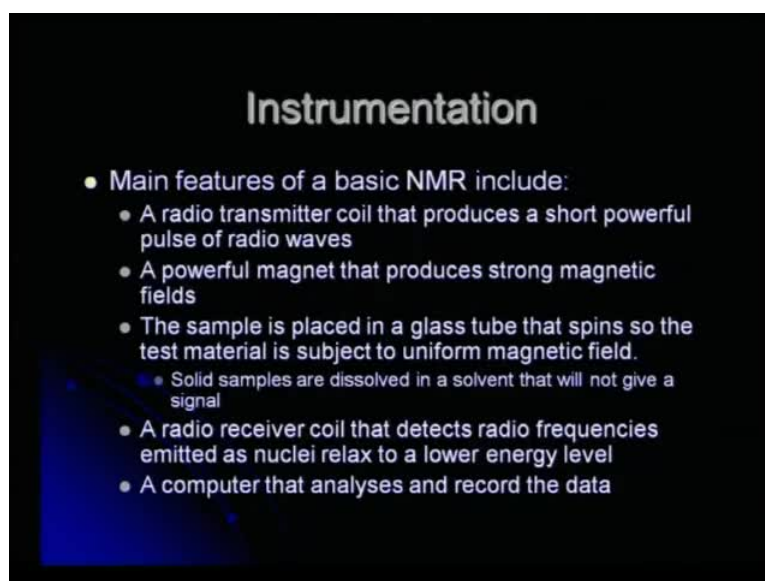 Instrumentation
• Main features of a basic NMR include:
• A radio transmitter coil that produces a short powerful
pulse of radio waves
• A powerful magnet that produces strong magnetic
fields
• The sample is placed in a glass tube that spins so the
test material is subject to uniform magnetic field.
• Solid samples are dissolved in a solvent that will not give a
signal
• A radio receiver coil that detects radio frequencies
emitted as nuclei relax to a lower energy level
• A computer that analyses and record the data